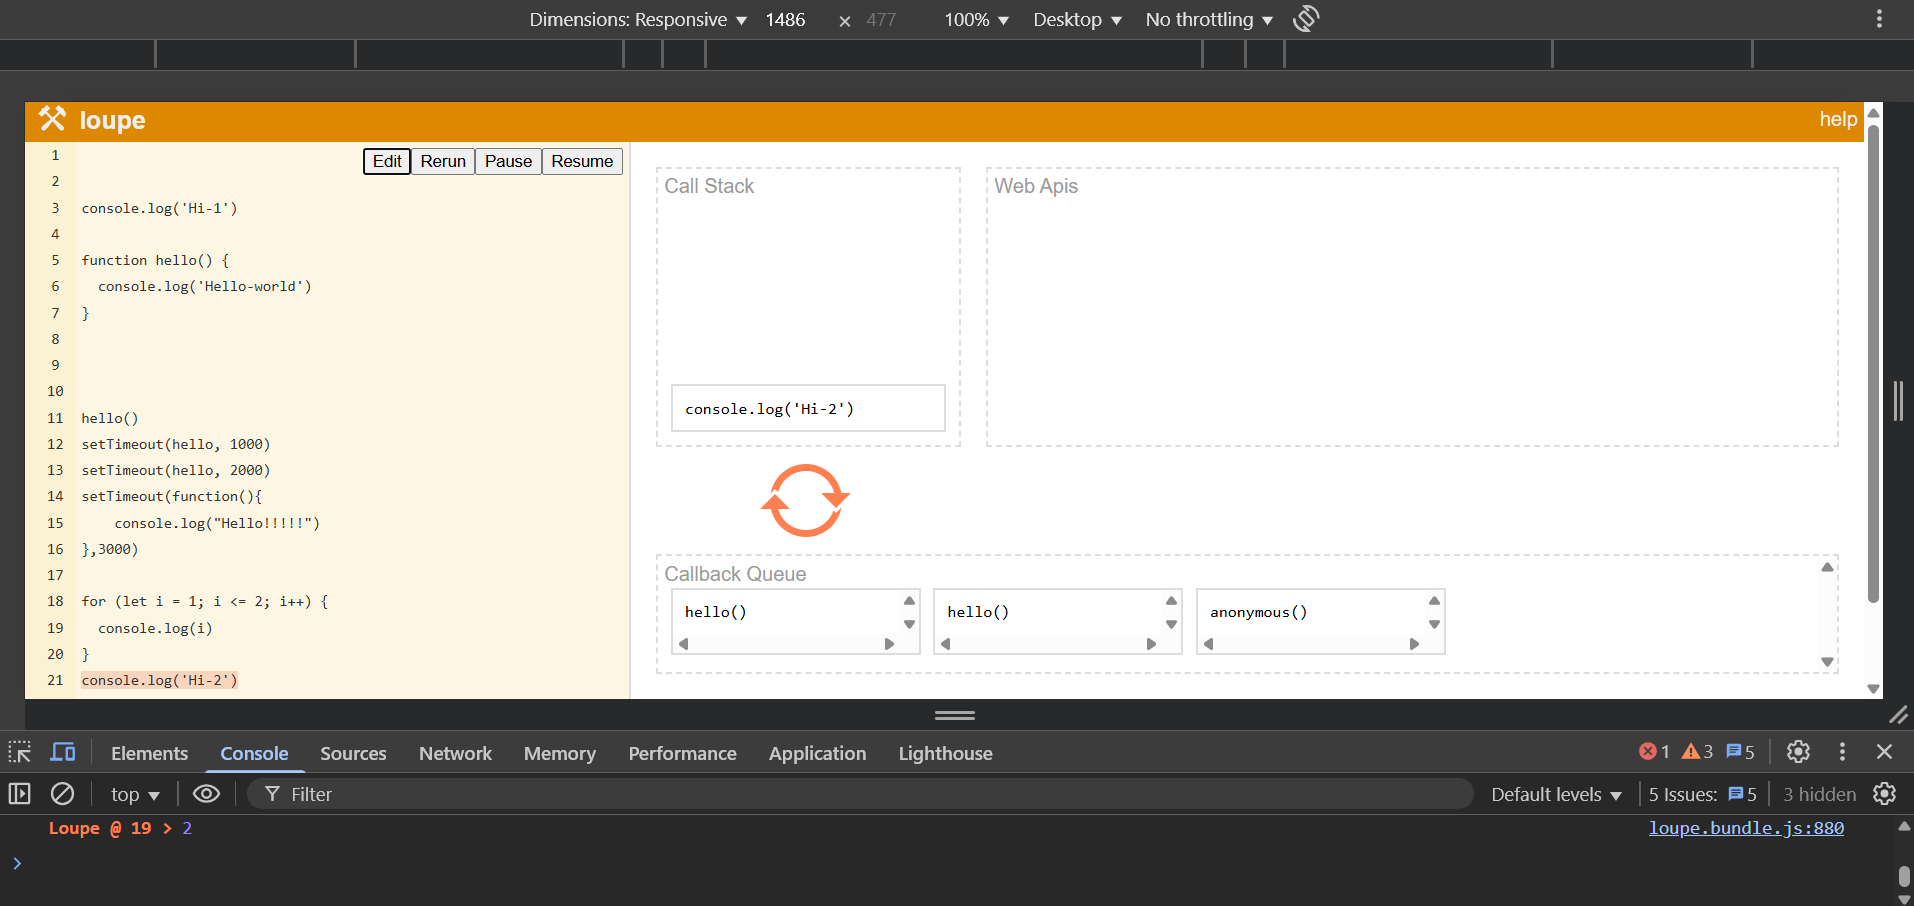 Dimensions: Responsive ▼ 1486 × 477 100% ▼ Desktop ▼ No throttling ▼
loupe help
Edit Rerun Pause Resume
1
2
3 console.log('Hi-1')
4
5 function hello() {
6   console.log('Hello-world')
7 }
8
9
10
11 hello()
12 setTimeout(hello, 1000)
13 setTimeout(hello, 2000)
14 setTimeout(function(){
15     console.log("Hello!!!!!")
16 },3000)
17
18 for (let i = 1; i <= 2; i++) {
19   console.log(i)
20 }
21 console.log('Hi-2')
Call Stack
console.log('Hi-2')
Web Apis
Callback Queue
hello() hello() anonymous()
Elements Console Sources Network Memory Performance Application Lighthouse 1 3 5
top ▼ Filter Default levels ▼ 5 Issues: 5 3 hidden
Loupe @ 19 > 2 loupe.bundle.js:880
>